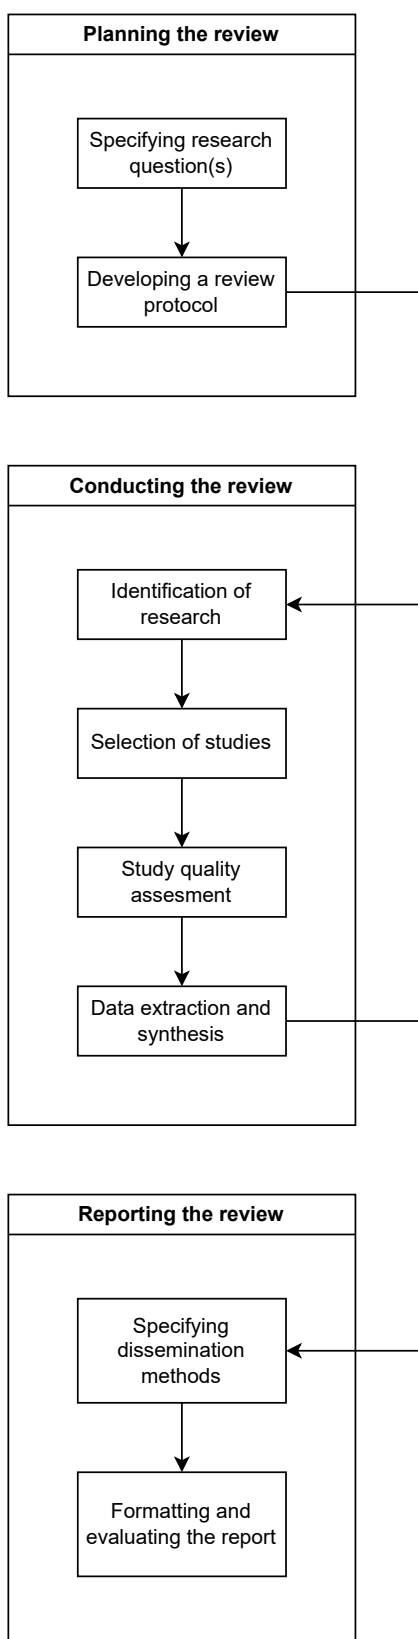 Planning the review
Specifying research
question(s)
Developing a review
protocol
Conducting the review
Identification of
research
Selection of studies
Study quality
assesment
Data extraction and
synthesis
Reporting the review
Specifying
dissemination
methods
Formatting and
evaluating the report